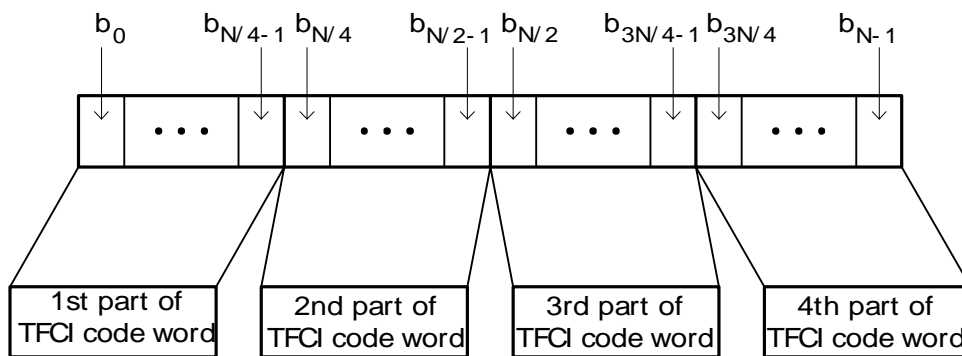 b0 bN/4-1 bN/4 bN/2-1 bN/2 b3N/4-1 b3N/4 bN-1
1st part of
TFCI code word
2nd part of
TFCI code word
3rd part of
TFCI code word
4th part of
TFCI code word